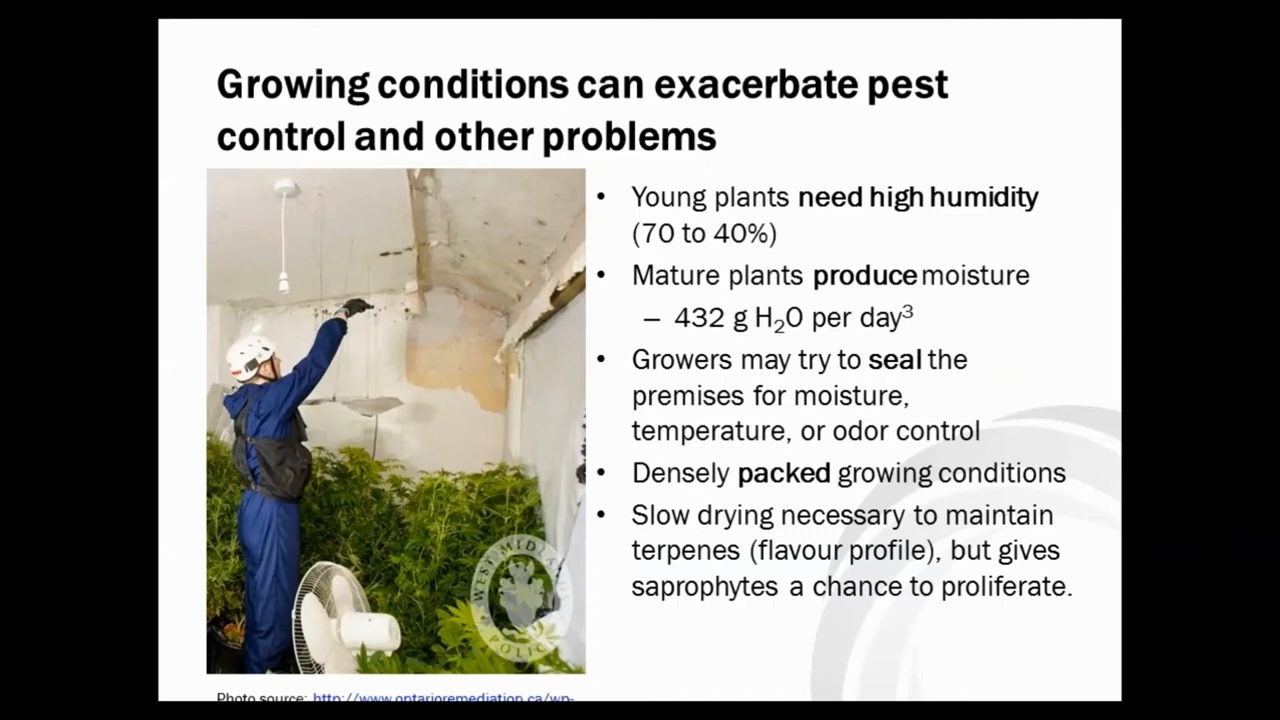 Growing conditions can exacerbate pest
control and other problems
• Young plants need high humidity
(70 to 40%)
• Mature plants produce moisture
– 432 g H₂O per day³
• Growers may try to seal the
premises for moisture,
temperature, or odor control
• Densely packed growing conditions
• Slow drying necessary to maintain
terpenes (flavour profile), but gives
saprophytes a chance to proliferate.
WEST MIDLA
POLIC
Photo source: http://www.ontarioremediation.ca/wp-